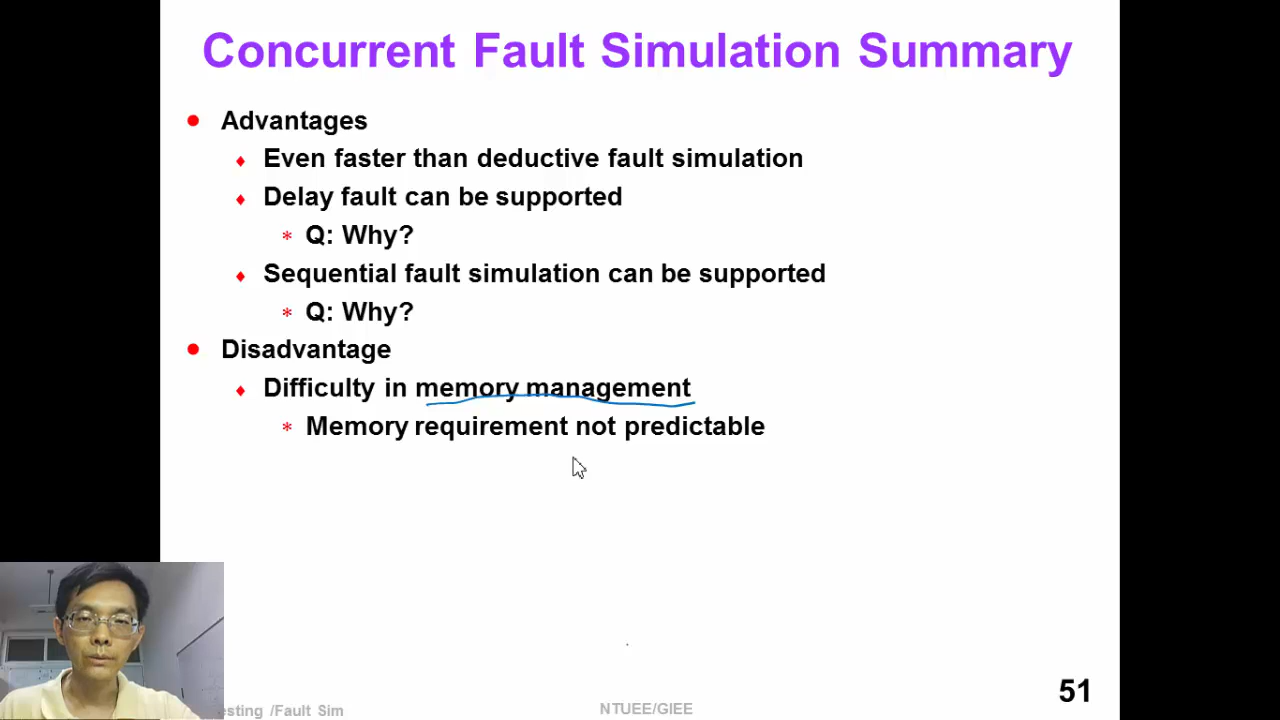 Concurrent Fault Simulation Summary
Advantages
Even faster than deductive fault simulation
Delay fault can be supported
Q: Why?
Sequential fault simulation can be supported
Q: Why?
Disadvantage
Difficulty in memory management
Memory requirement not predictable
esting /Fault Sim
NTUEE/GIEE
51